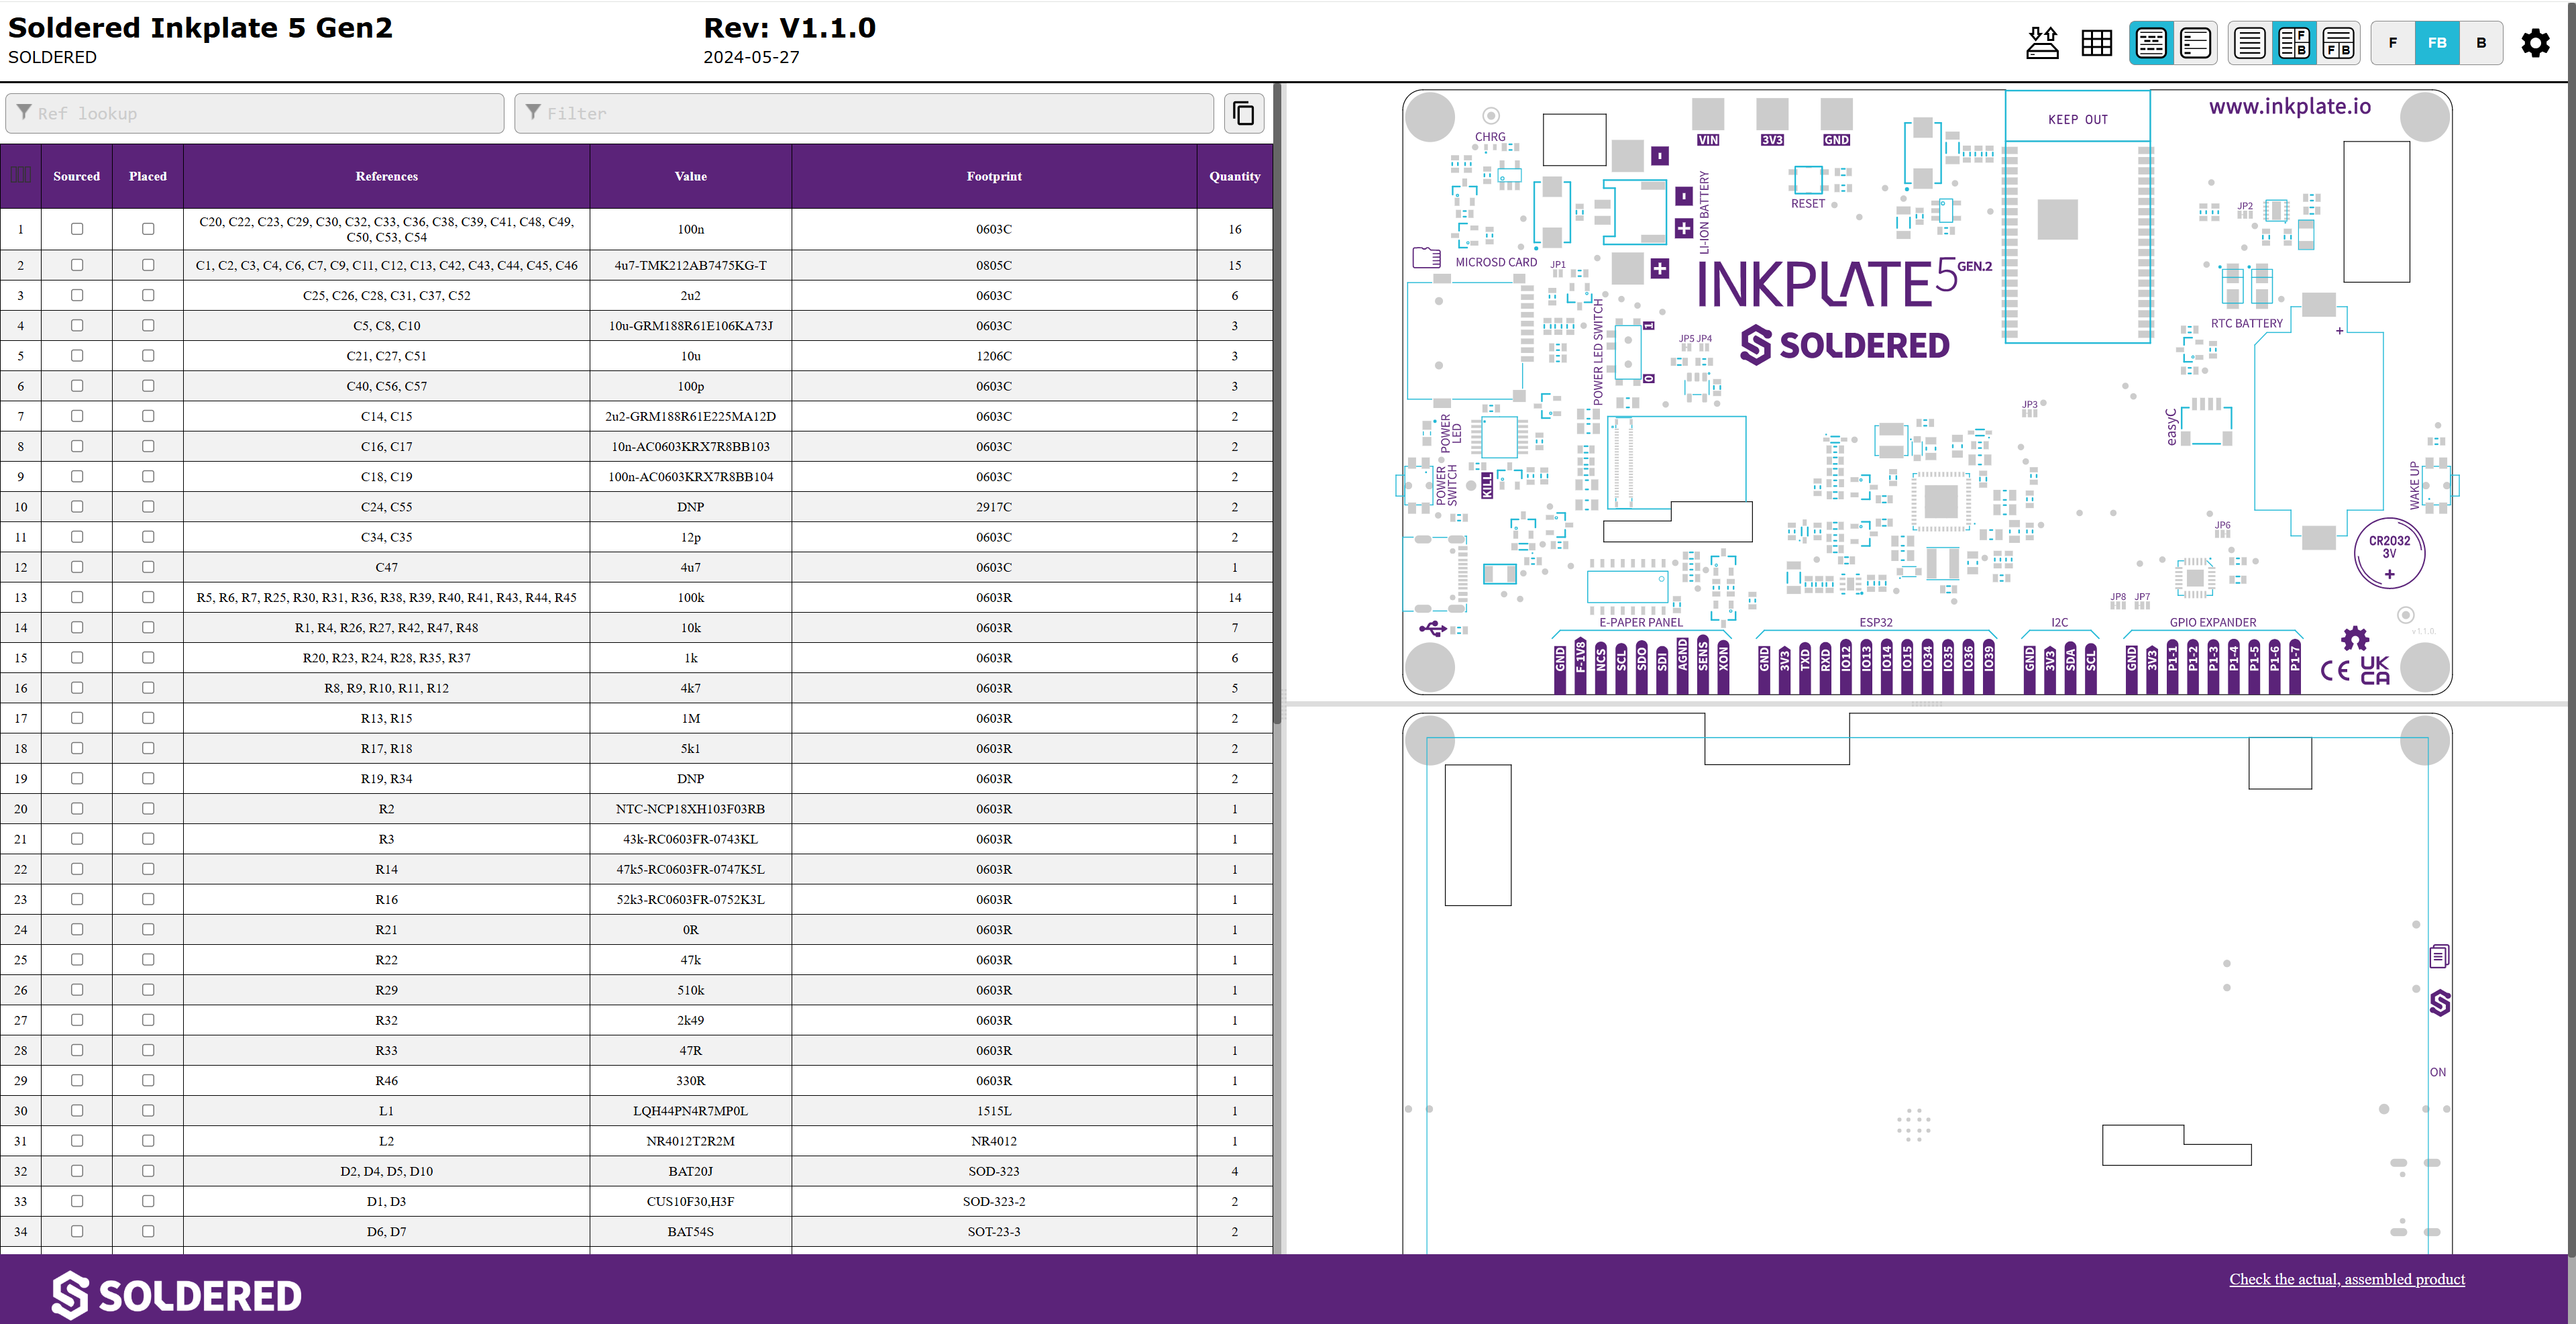 Soldered Inkplate 5 Gen2
SOLDERED
Rev: V1.1.0
2024-05-27
F
B
F B
F
FB
B
Ref lookup
Filter
Sourced Placed References Value Footprint Quantity
1 C20, C22, C23, C29, C30, C32, C33, C36, C38, C39, C41, C48, C49, C50, C53, C54 100n 0603C 16
2 C1, C2, C3, C4, C6, C7, C9, C11, C12, C13, C42, C43, C44, C45, C46 4u7-TMK212AB7475KG-T 0805C 15
3 C25, C26, C28, C31, C37, C52 2u2 0603C 6
4 C5, C8, C10 10u-GRM188R61E106KA73J 0603C 3
5 C21, C27, C51 10u 1206C 3
6 C40, C56, C57 100p 0603C 3
7 C14, C15 2u2-GRM188R61E225MA12D 0603C 2
8 C16, C17 10n-AC0603KRX7R8BB103 0603C 2
9 C18, C19 100n-AC0603KRX7R8BB104 0603C 2
10 C24, C55 DNP 2917C 2
11 C34, C35 12p 0603C 2
12 C47 4u7 0603C 1
13 R5, R6, R7, R25, R30, R31, R36, R38, R39, R40, R41, R43, R44, R45 100k 0603R 14
14 R1, R4, R26, R27, R42, R47, R48 10k 0603R 7
15 R20, R23, R24, R28, R35, R37 1k 0603R 6
16 R8, R9, R10, R11, R12 4k7 0603R 5
17 R13, R15 1M 0603R 2
18 R17, R18 5k1 0603R 2
19 R19, R34 DNP 0603R 2
20 R2 NTC-NCP18XH103F03RB 0603R 1
21 R3 43k-RC0603FR-0743KL 0603R 1
22 R14 47k5-RC0603FR-0747K5L 0603R 1
23 R16 52k3-RC0603FR-0752K3L 0603R 1
24 R21 0R 0603R 1
25 R22 47k 0603R 1
26 R29 510k 0603R 1
27 R32 2k49 0603R 1
28 R33 47R 0603R 1
29 R46 330R 0603R 1
30 L1 LQH44PN4R7MP0L 1515L 1
31 L2 NR4012T2R2M NR4012 1
32 D2, D4, D5, D10 BAT20J SOD-323 4
33 D1, D3 CUS10F30,H3F SOD-323-2 2
34 D6, D7 BAT54S SOT-23-3 2
www.inkplate.io
KEEP OUT
CHRG
VIN 3V3 GND
-
-
+
+
LI-ION BATTERY
RESET
JP2
MICROSD CARD
JP1
INKPLATE 5 GEN.2
SOLDERED
POWER LED SWITCH
1
0
JP5 JP4
RTC BATTERY
+
JP3
easyC
POWER
LED
POWER
SWITCH
KILL
WAKE UP
JP6
CR2032
3V
+
JP8 JP7
v1.1.0.
E-PAPER PANEL
GND F-1V8 NCS SCL SDO SDI AGND SENS XON
ESP32
GND 3V3 TXD RXD IO12 IO13 IO14 IO15 IO34 IO35 IO36 IO39
I2C
GND 3V3 SDA SCL
GPIO EXPANDER
GND 3V3 P1-1 P1-2 P1-3 P1-4 P1-5 P1-6 P1-7
CE
UK
CA
ON
SOLDERED
Check the actual, assembled product